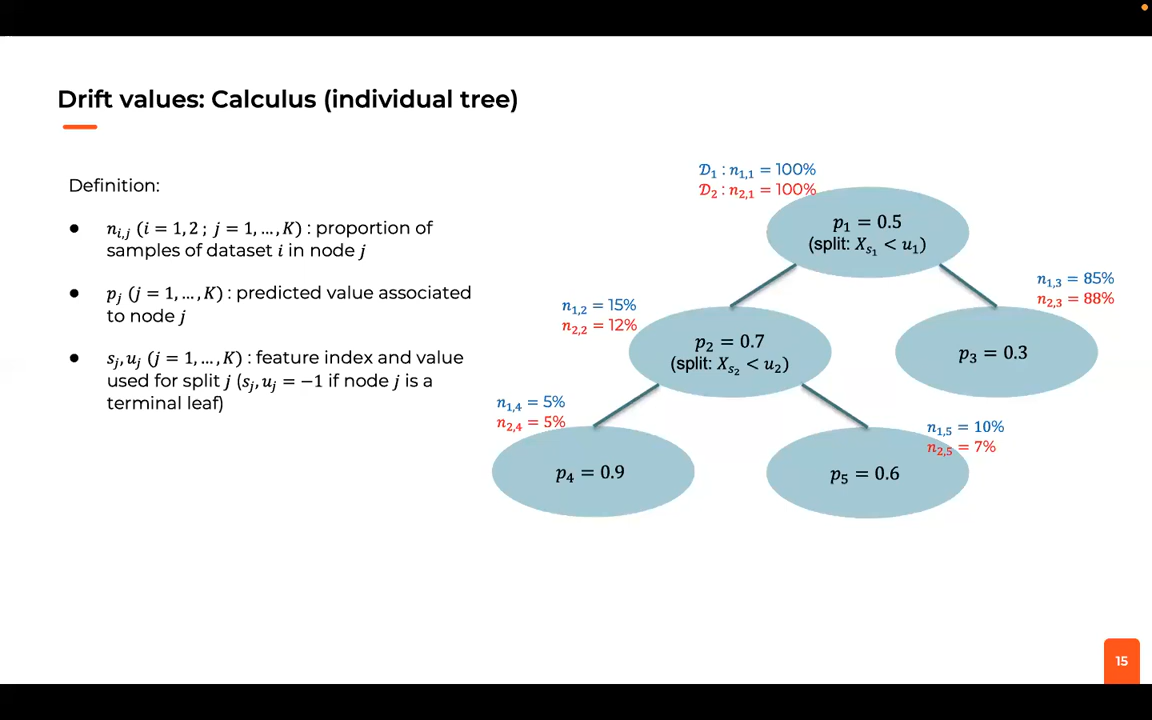 Drift values: Calculus (individual tree)
Definition:
● n_{i,j} (i = 1, 2 ; j = 1, …, K) : proportion of
samples of dataset i in node j
● p_j (j = 1, …, K) : predicted value associated
to node j
● s_j, u_j (j = 1, …, K) : feature index and value
used for split j (s_j, u_j = −1 if node j is a
terminal leaf)
𝒟_1 : n_{1,1} = 100%
𝒟_2 : n_{2,1} = 100%
p_1 = 0.5
(split: X_{s_1} < u_1)
n_{1,2} = 15%
n_{2,2} = 12%
p_2 = 0.7
(split: X_{s_2} < u_2)
n_{1,3} = 85%
n_{2,3} = 88%
p_3 = 0.3
n_{1,4} = 5%
n_{2,4} = 5%
p_4 = 0.9
n_{1,5} = 10%
n_{2,5} = 7%
p_5 = 0.6
15